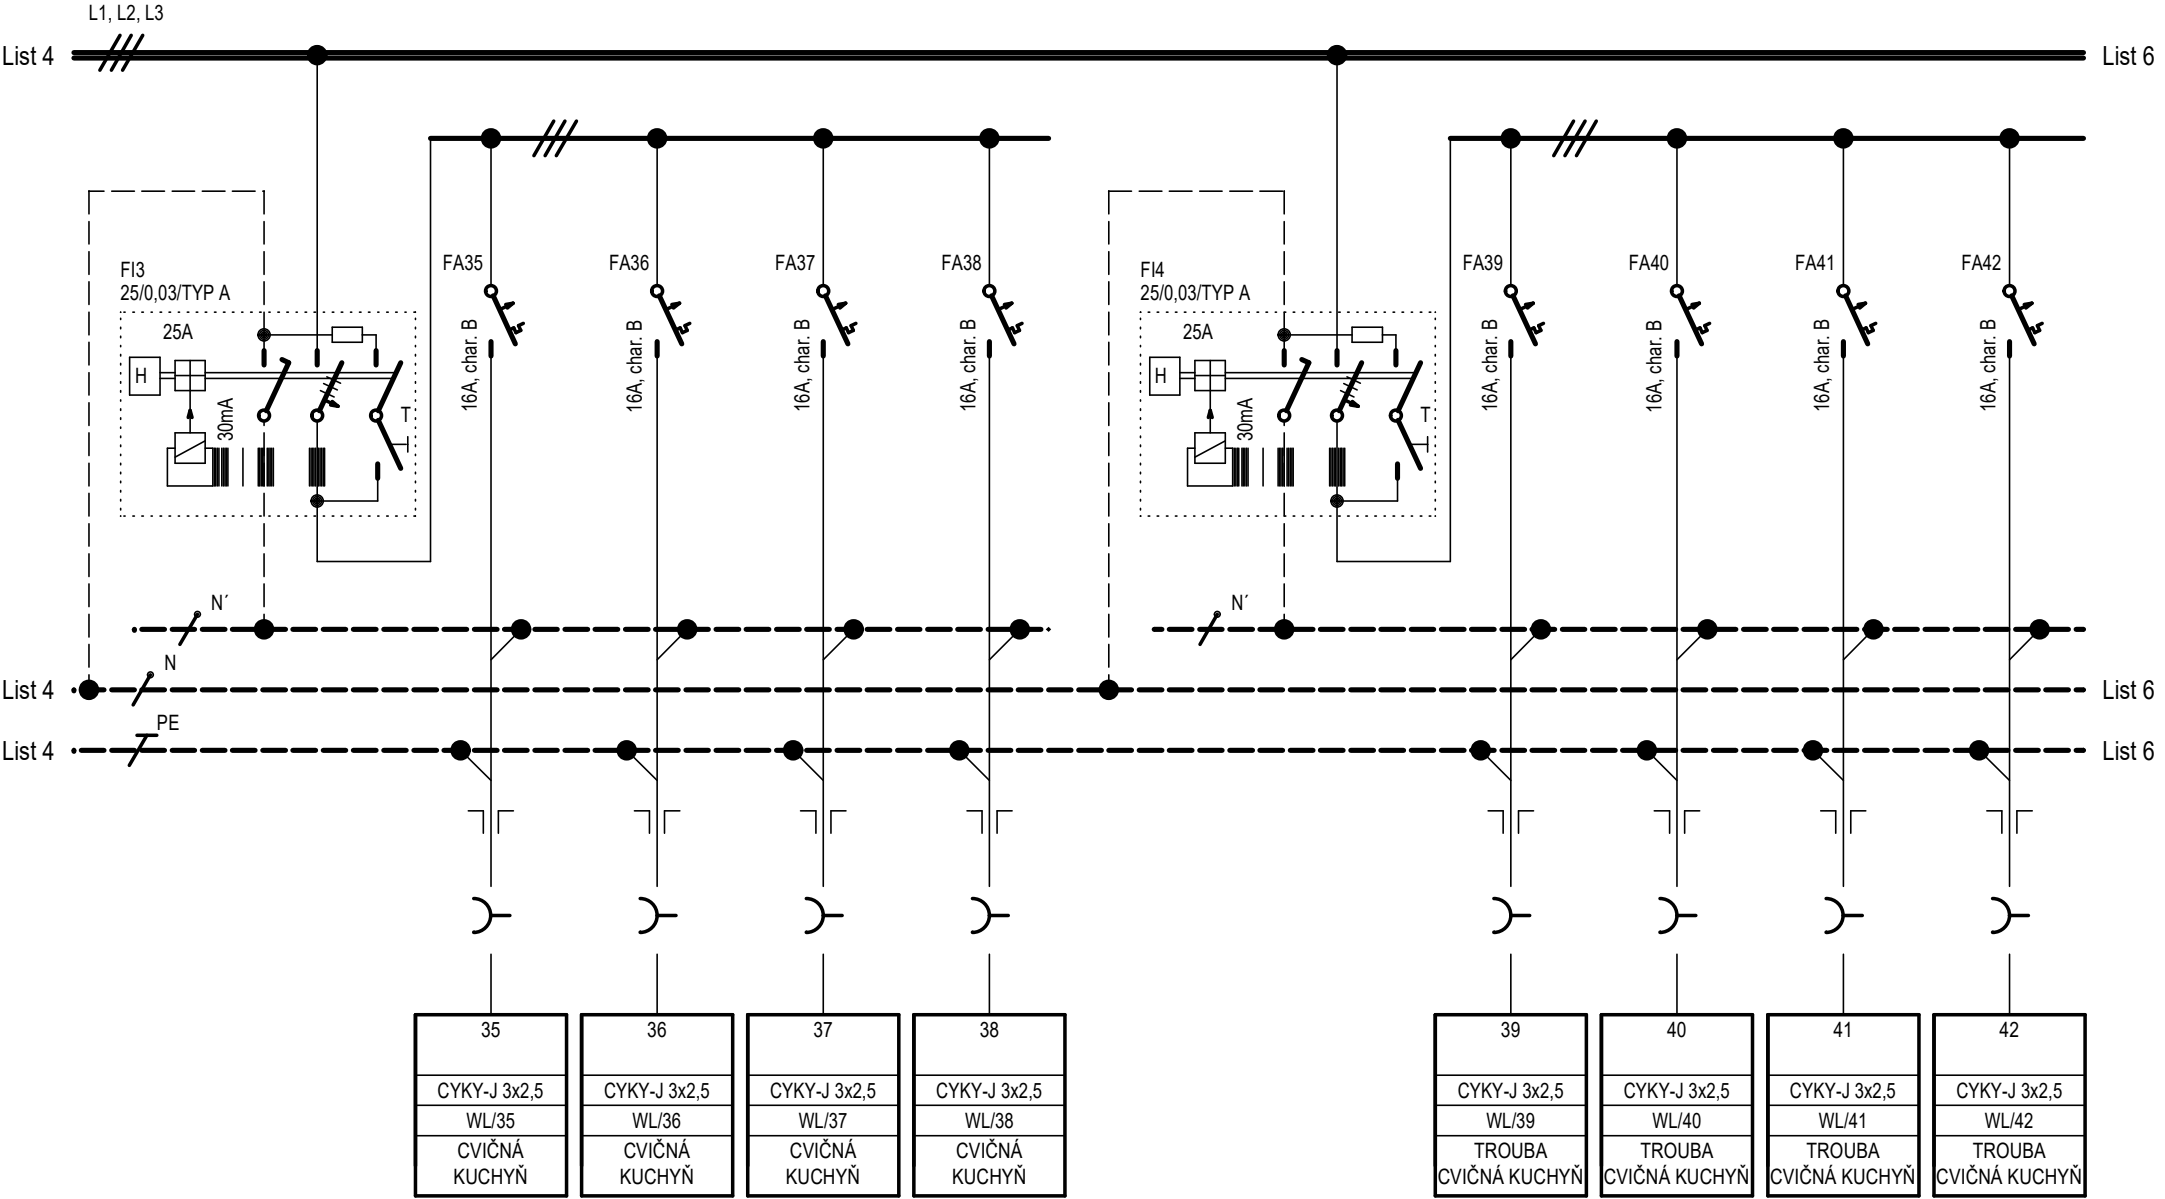 L1, L2, L3
List 4
List 6
FI3
25/0,03/TYP A
25A
H
30mA
T
FA35
16A, char. B
FA36
16A, char. B
FA37
16A, char. B
FA38
16A, char. B
FI4
25/0,03/TYP A
25A
H
30mA
T
FA39
16A, char. B
FA40
16A, char. B
FA41
16A, char. B
FA42
16A, char. B
N´
N´
N
List 4
List 6
PE
List 4
List 6
35
CYKY-J 3x2,5
WL/35
CVIČNÁ
KUCHYŇ
36
CYKY-J 3x2,5
WL/36
CVIČNÁ
KUCHYŇ
37
CYKY-J 3x2,5
WL/37
CVIČNÁ
KUCHYŇ
38
CYKY-J 3x2,5
WL/38
CVIČNÁ
KUCHYŇ
39
CYKY-J 3x2,5
WL/39
TROUBA
CVIČNÁ KUCHYŇ
40
CYKY-J 3x2,5
WL/40
TROUBA
CVIČNÁ KUCHYŇ
41
CYKY-J 3x2,5
WL/41
TROUBA
CVIČNÁ KUCHYŇ
42
CYKY-J 3x2,5
WL/42
TROUBA
CVIČNÁ KUCHYŇ